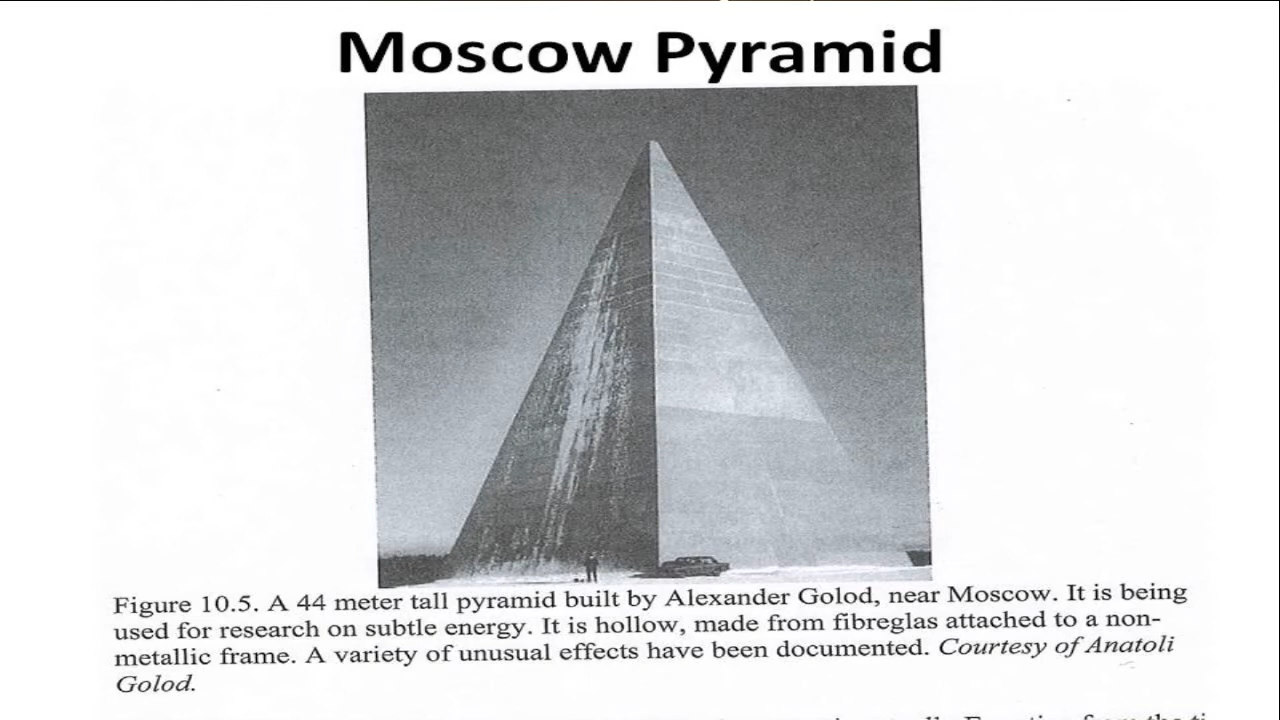 Moscow Pyramid
Figure 10.5. A 44 meter tall pyramid built by Alexander Golod, near Moscow. It is being
used for research on subtle energy. It is hollow, made from fibreglas attached to a non-
metallic frame. A variety of unusual effects have been documented. Courtesy of Anatoli
Golod.